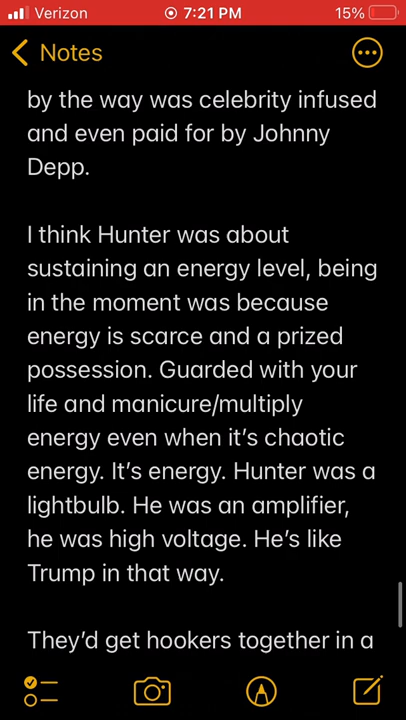 Verizon 7:21 PM 15%
Notes
by the way was celebrity infused
and even paid for by Johnny
Depp.
I think Hunter was about
sustaining an energy level, being
in the moment was because
energy is scarce and a prized
possession. Guarded with your
life and manicure/multiply
energy even when it’s chaotic
energy. It’s energy. Hunter was a
lightbulb. He was an amplifier,
he was high voltage. He’s like
Trump in that way.
They’d get hookers together in a